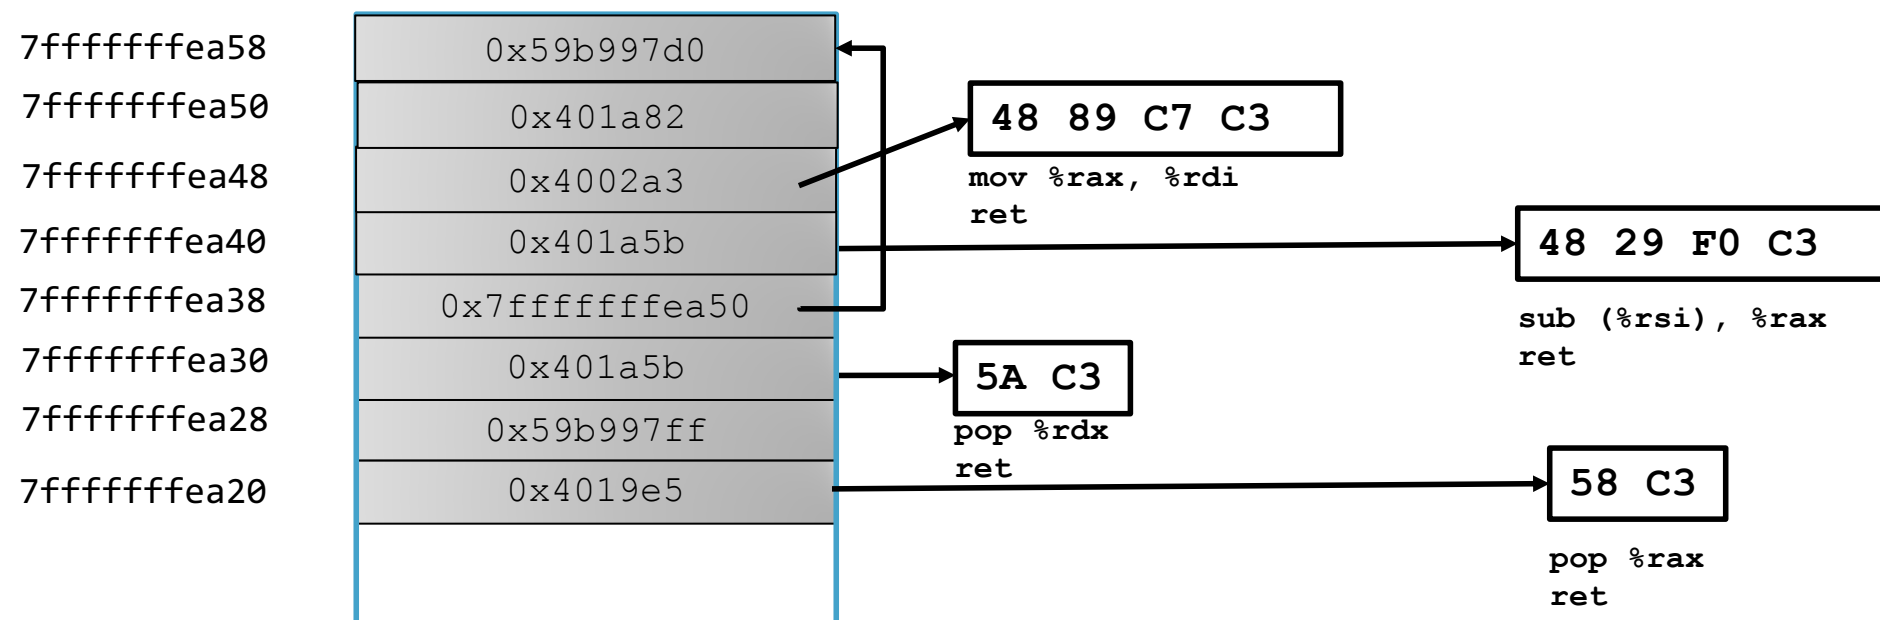 7fffffffea58 0x59b997d0
7fffffffea50 0x401a82
48 89 C7 C3
7fffffffea48 0x4002a3
mov %rax, %rdi
ret
7fffffffea40 0x401a5b
48 29 F0 C3
7fffffffea38 0x7fffffffea50
sub (%rsi), %rax
ret
7fffffffea30 0x401a5b
5A C3
7fffffffea28 0x59b997ff
pop %rdx
ret
7fffffffea20 0x4019e5
58 C3
pop %rax
ret